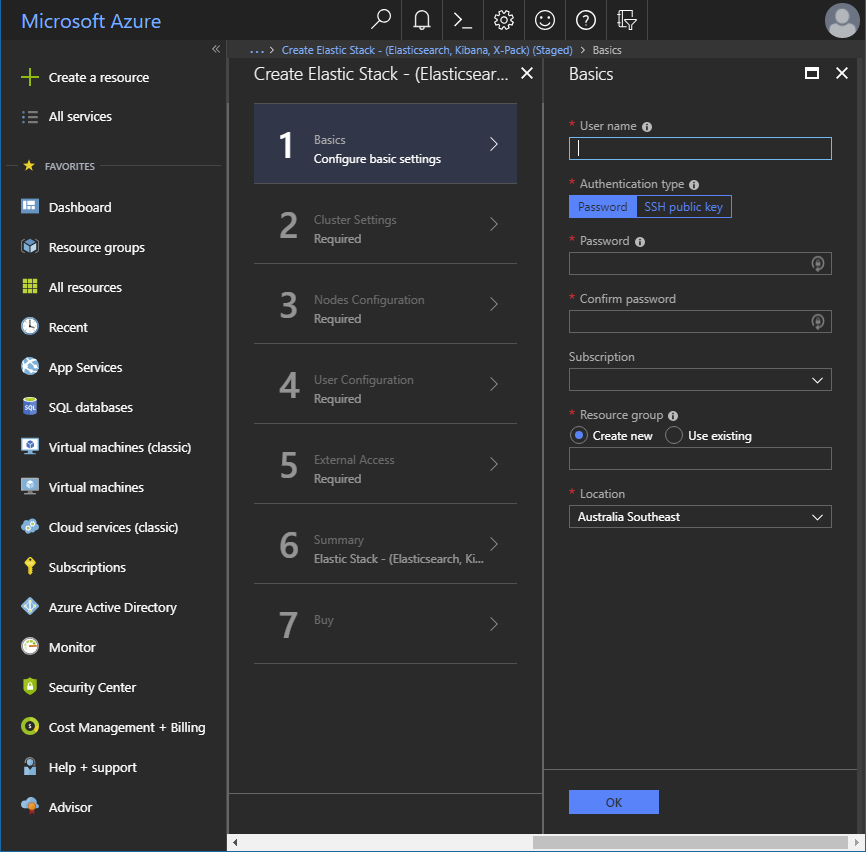 Microsoft Azure
... > Create Elastic Stack - (Elasticsearch, Kibana, X-Pack) (Staged) > Basics
Create a resource
All services
FAVORITES
Dashboard
Resource groups
All resources
Recent
App Services
SQL databases
Virtual machines (classic)
Virtual machines
Cloud services (classic)
Subscriptions
Azure Active Directory
Monitor
Security Center
Cost Management + Billing
Help + support
Advisor
Create Elastic Stack - (Elasticsear...
1 Basics
Configure basic settings
2 Cluster Settings
Required
3 Nodes Configuration
Required
4 User Configuration
Required
5 External Access
Required
6 Summary
Elastic Stack - (Elasticsearch, Ki...
7 Buy
Basics
* User name
* Authentication type
Password SSH public key
* Password
* Confirm password
Subscription
* Resource group
Create new Use existing
* Location
Australia Southeast
OK